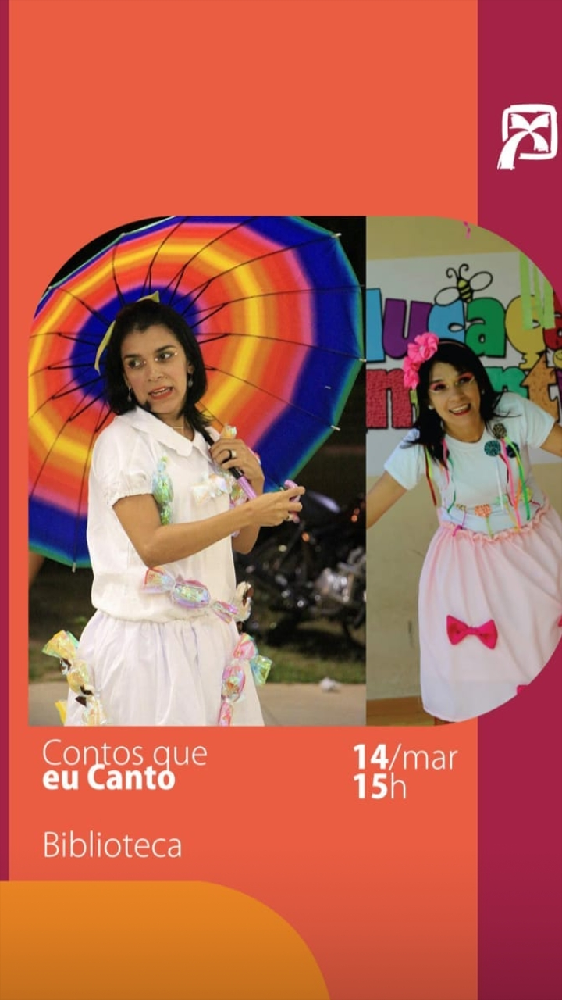 Contos que
eu Canto
14/mar
15h
Biblioteca